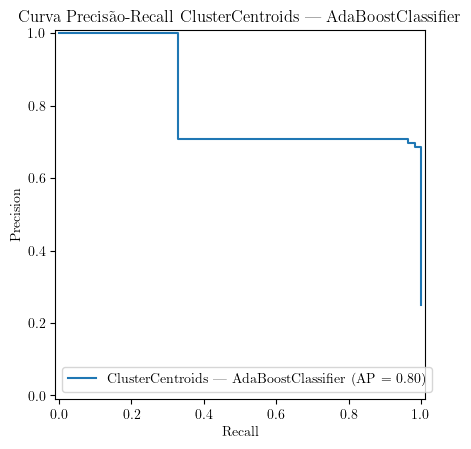 Curva Precisão-Recall ClusterCentroids — AdaBoostClassifier
1.0
0.8
0.6
0.4
0.2
0.0
Precision
ClusterCentroids — AdaBoostClassifier (AP = 0.80)
0.0 0.2 0.4 0.6 0.8 1.0
Recall